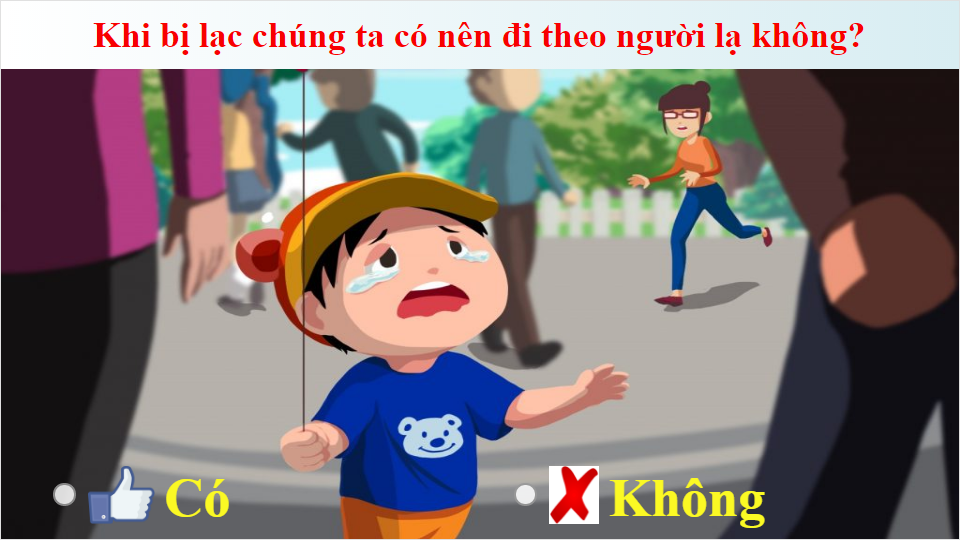 Khi bị lạc chúng ta có nên đi theo người lạ không?
Có
Không